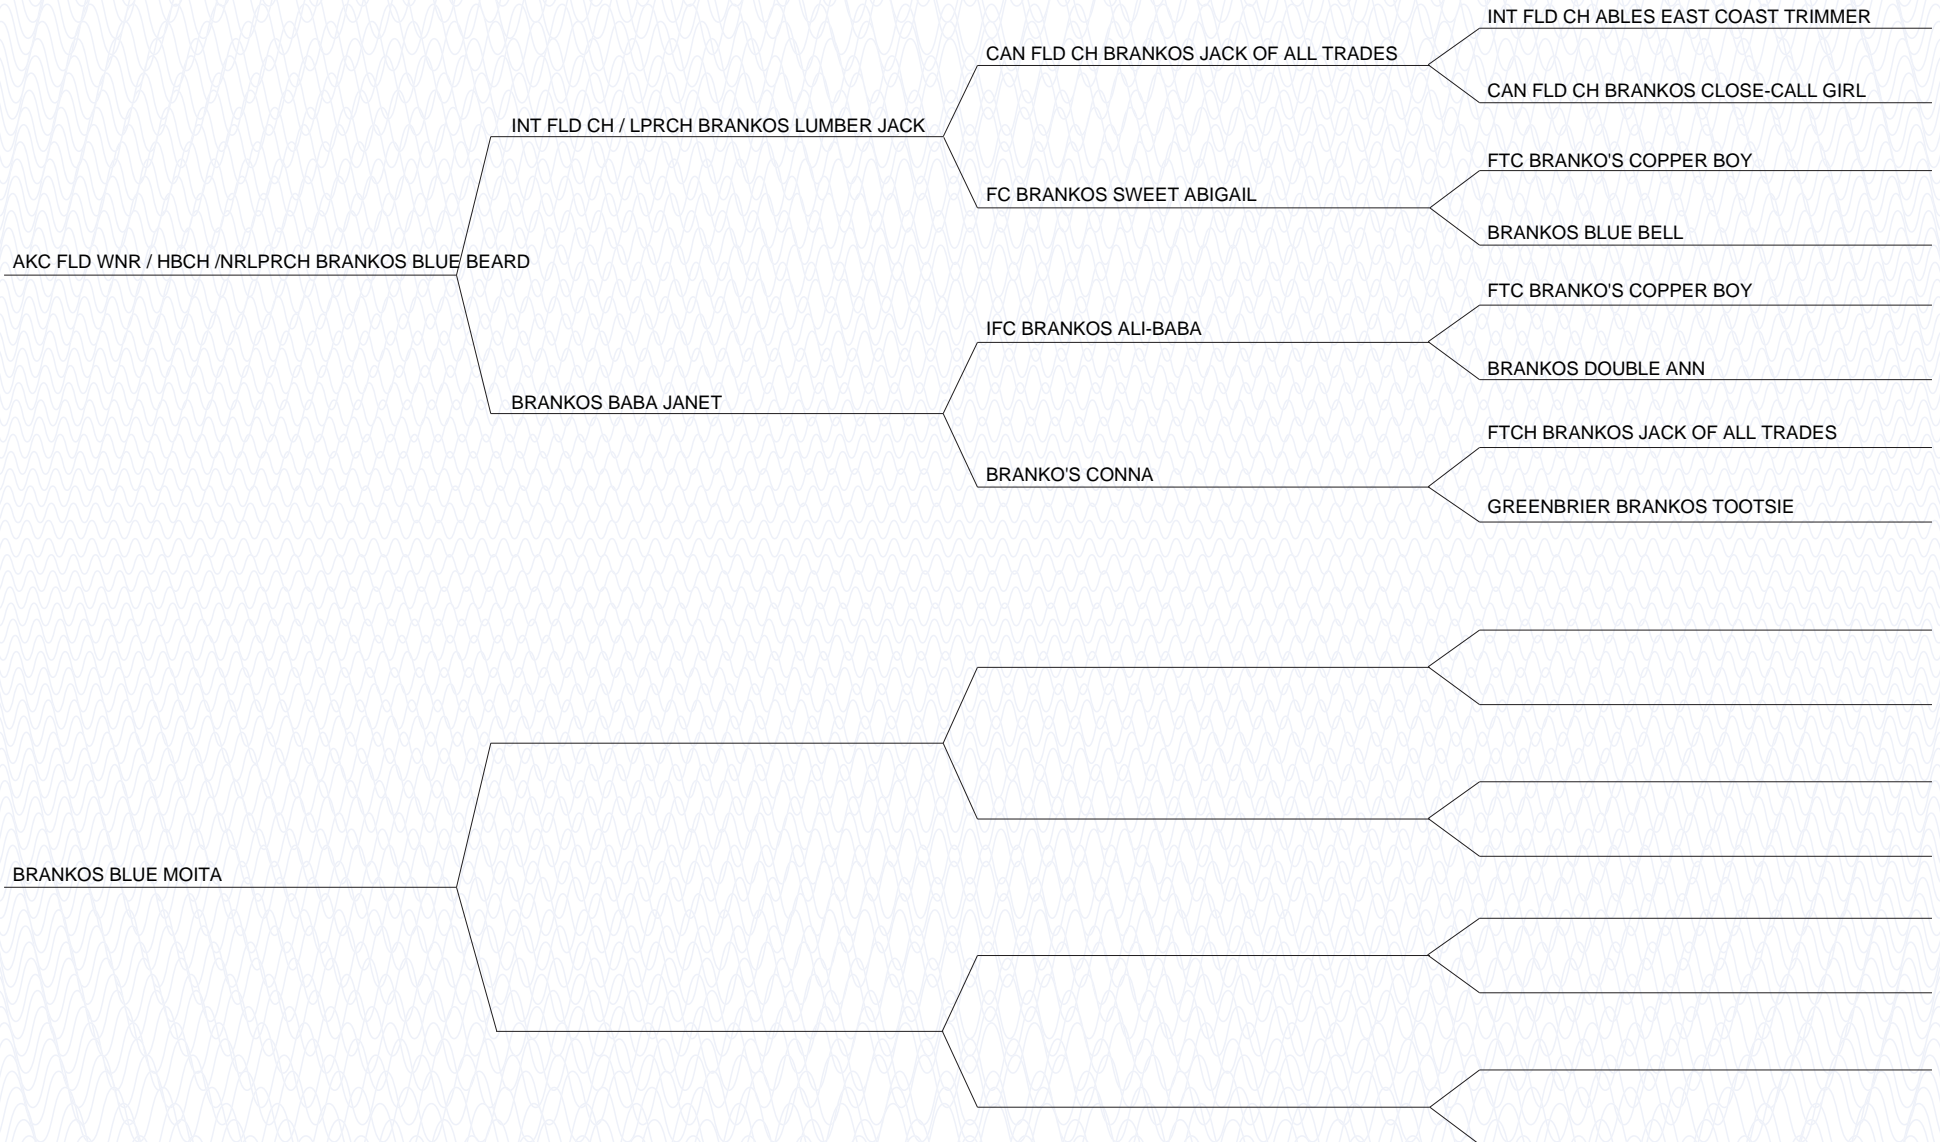 INT FLD CH ABLES EAST COAST TRIMMER
CAN FLD CH BRANKOS JACK OF ALL TRADES
CAN FLD CH BRANKOS CLOSE-CALL GIRL
INT FLD CH / LPRCH BRANKOS LUMBER JACK
FTC BRANKO'S COPPER BOY
FC BRANKOS SWEET ABIGAIL
BRANKOS BLUE BELL
AKC FLD WNR / HBCH /NRLPRCH BRANKOS BLUE BEARD
FTC BRANKO'S COPPER BOY
IFC BRANKOS ALI-BABA
BRANKOS DOUBLE ANN
BRANKOS BABA JANET
FTCH BRANKOS JACK OF ALL TRADES
BRANKO'S CONNA
GREENBRIER BRANKOS TOOTSIE
BRANKOS BLUE MOITA